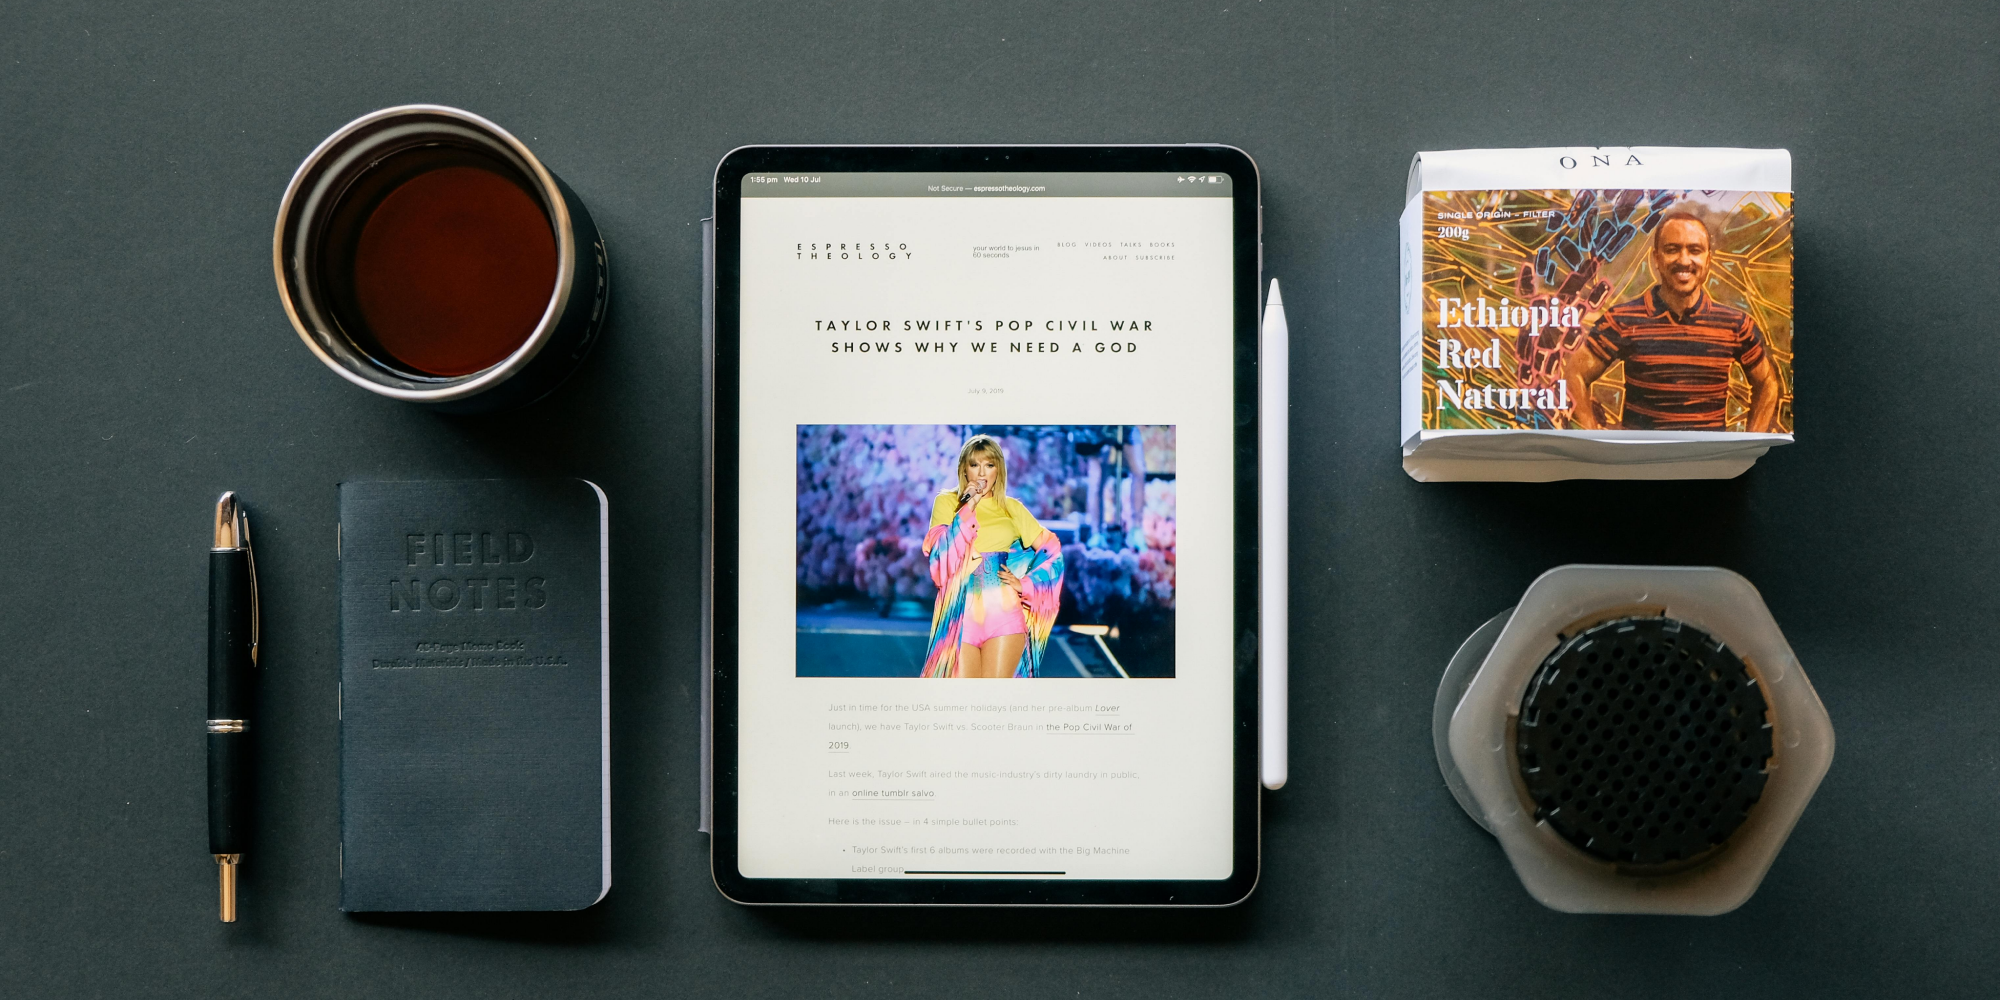 1:55 pm Wed 10 Jul
Not Secure — espressotheology.com
ESPRESSO
THEOLOGY
your world to jesus in
60 seconds
BLOG VIDEOS TALKS BOOKS
ABOUT SUBSCRIBE
TAYLOR SWIFT'S POP CIVIL WAR
SHOWS WHY WE NEED A GOD
July 9, 2019
Just in time for the USA summer holidays (and her pre-album Lover
launch), we have Taylor Swift vs. Scooter Braun in the Pop Civil War of
2019.
Last week, Taylor Swift aired the music-industry's dirty laundry in public,
in an online tumblr salvo.
Here is the issue – in 4 simple bullet points:
• Taylor Swift's first 6 albums were recorded with the Big Machine
Label group
FIELD
NOTES
48-Page Memo Book
Durable Materials / Made in the U.S.A.
ONA
SINGLE ORIGIN - FILTER
200g
Ethiopia
Red
Natural